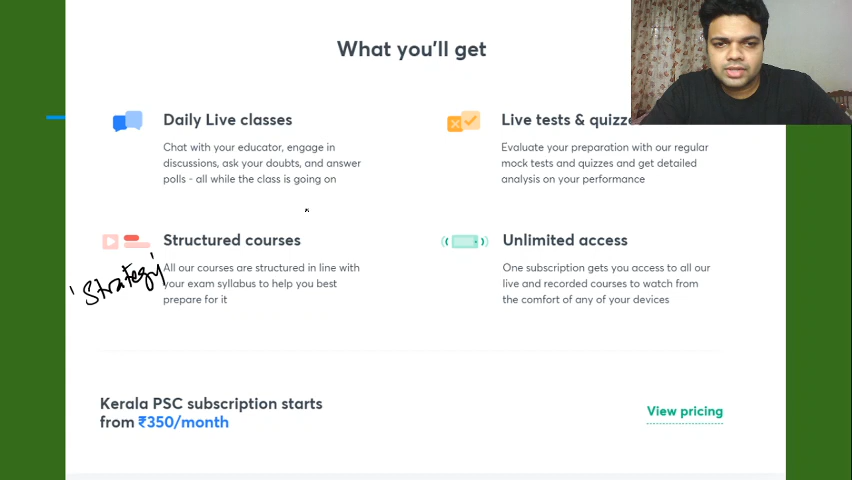 What you'll get
Daily Live classes
Chat with your educator, engage in
discussions, ask your doubts, and answer
polls - all while the class is going on
Live tests & quizze
Evaluate your preparation with our regular
mock tests and quizzes and get detailed
analysis on your performance
Structured courses
All our courses are structured in line with
your exam syllabus to help you best
prepare for it
'Strategy'
Unlimited access
One subscription gets you access to all our
live and recorded courses to watch from
the comfort of any of your devices
Kerala PSC subscription starts
from ₹350/month
View pricing